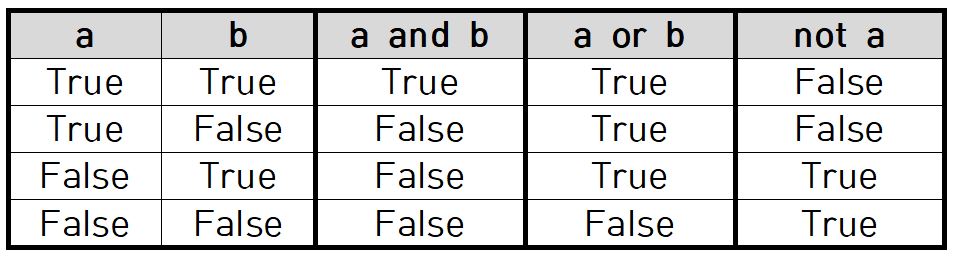 a b a and b a or b not a
True True True True False
True False False True False
False True False True True
False False False False True